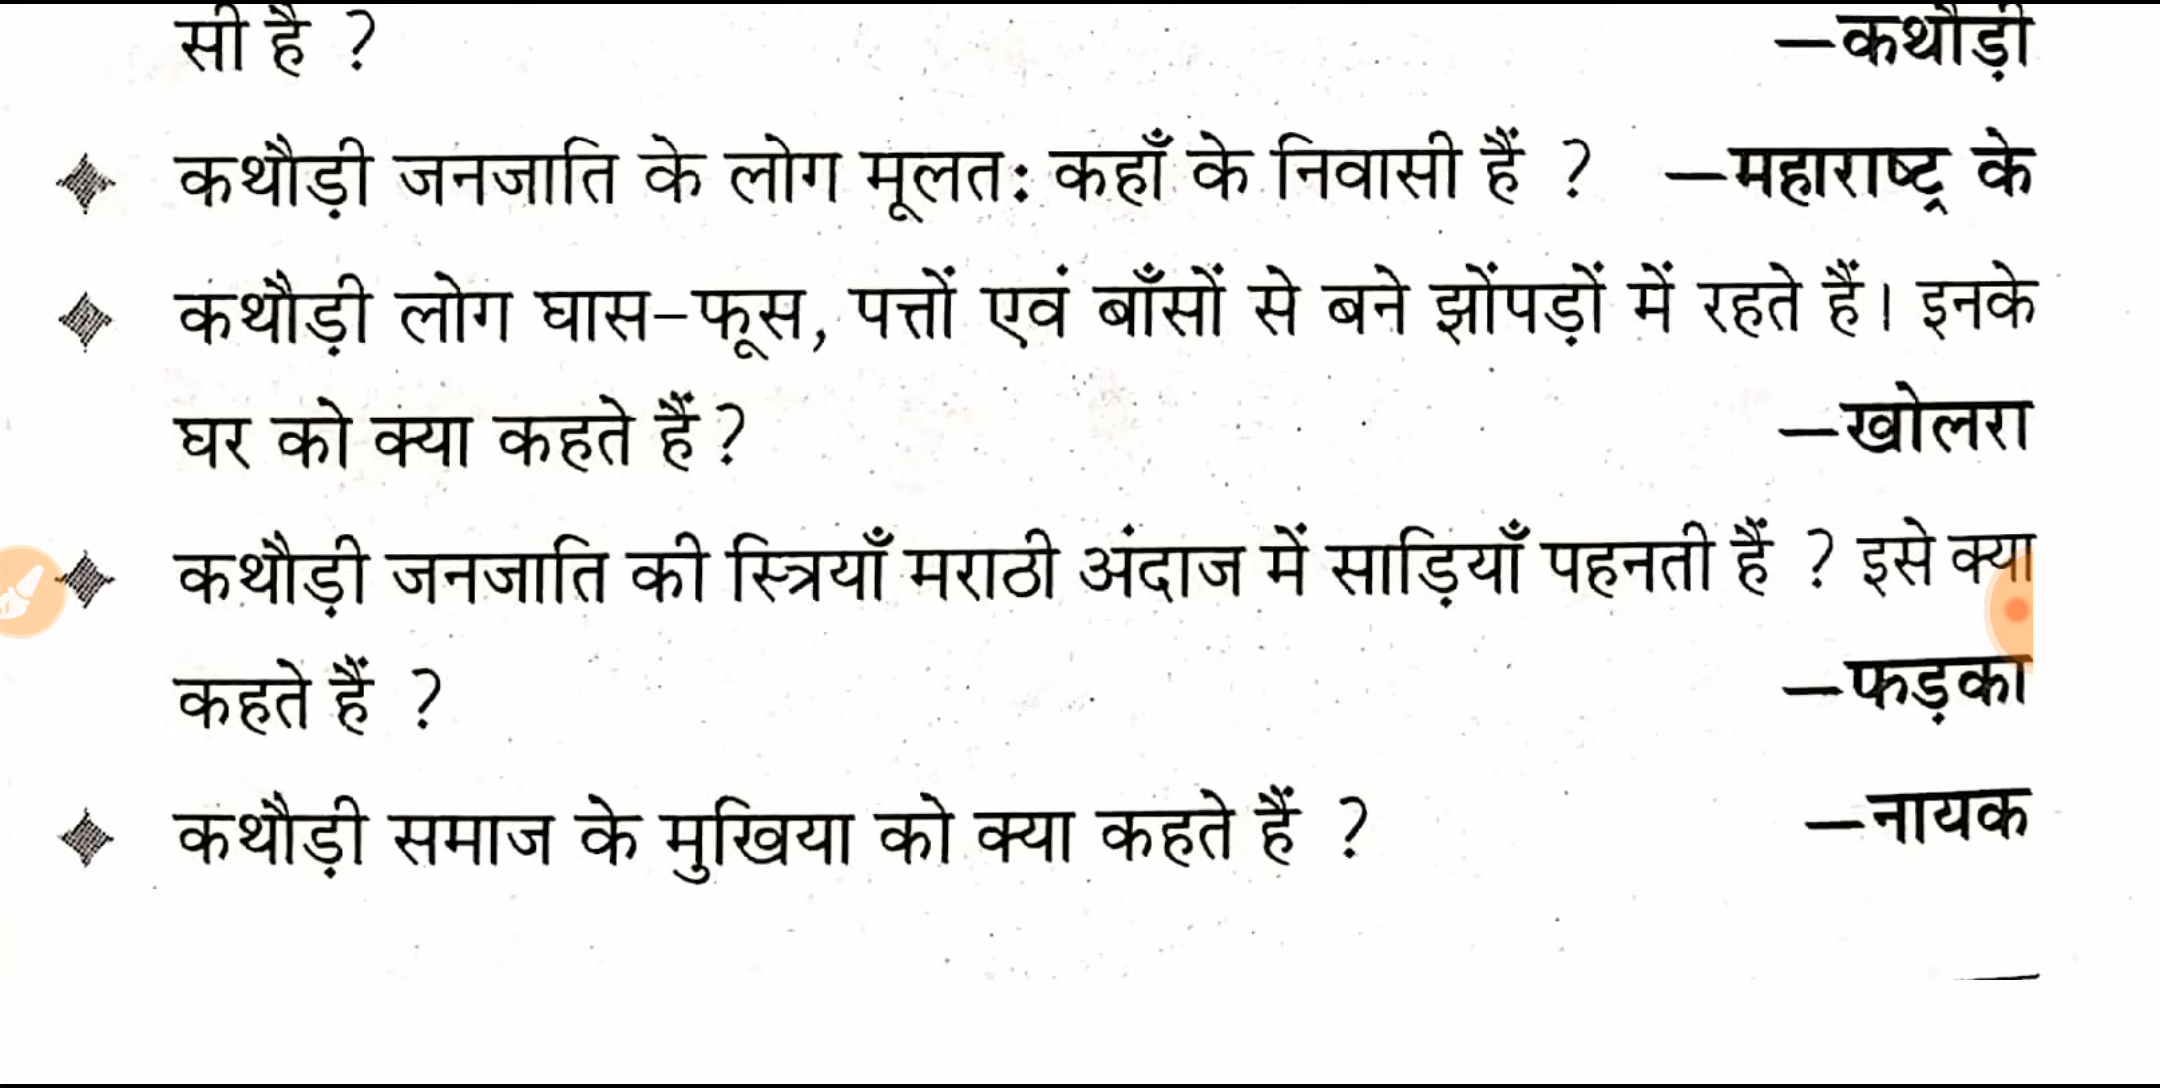 सी है ? —कथौड़ी
कथौड़ी जनजाति के लोग मूलतः कहाँ के निवासी हैं ? —महाराष्ट्र के
कथौड़ी लोग घास-फूस, पत्तों एवं बाँसों से बने झोंपड़ों में रहते हैं। इनके
घर को क्या कहते हैं? —खोलरा
कथौड़ी जनजाति की स्त्रियाँ मराठी अंदाज में साड़ियाँ पहनती हैं ? इसे क्या
कहते हैं ? —फड़का
कथौड़ी समाज के मुखिया को क्या कहते हैं ? —नायक